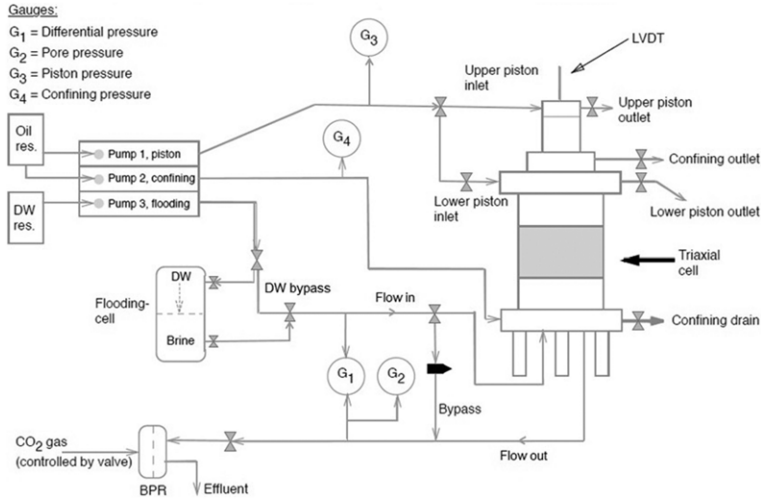 Gauges:
G1 = Differential pressure
G2 = Pore pressure
G3 = Piston pressure
G4 = Confining pressure
G3
LVDT
Upper piston
inlet
Upper piston
outlet
Oil
res.
Pump 1, piston
G4
Confining outlet
Pump 2, confining
Lower piston
inlet
Lower piston outlet
DW
res.
Pump 3, flooding
Triaxial
cell
DW
DW bypass
Flooding-
cell
Flow in
Brine
Confining drain
G1
G2
Bypass
CO2 gas
(controlled by valve)
Flow out
BPR
Effluent